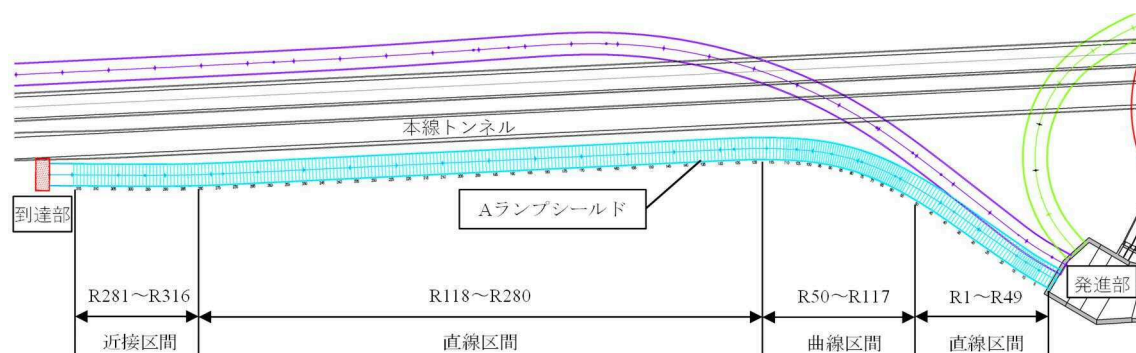 本線トンネル
Aランプシールド
到達部
発進部
R281～R316
R118～R280
R50～R117
R1～R49
近接区間
直線区間
曲線区間
直線区間